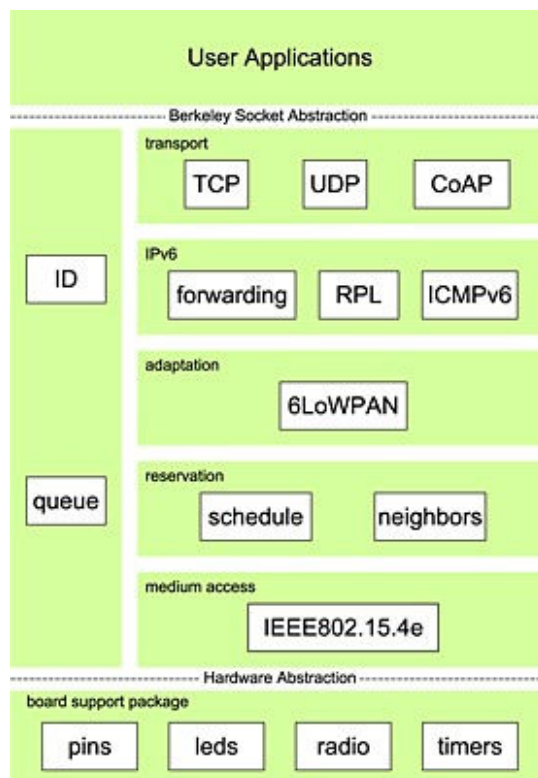 User Applications
Berkeley Socket Abstraction
transport
TCP UDP CoAP
IPv6
ID
forwarding RPL ICMPv6
adaptation
6LoWPAN
reservation
queue
schedule neighbors
medium access
IEEE802.15.4e
Hardware Abstraction
board support package
pins leds radio timers